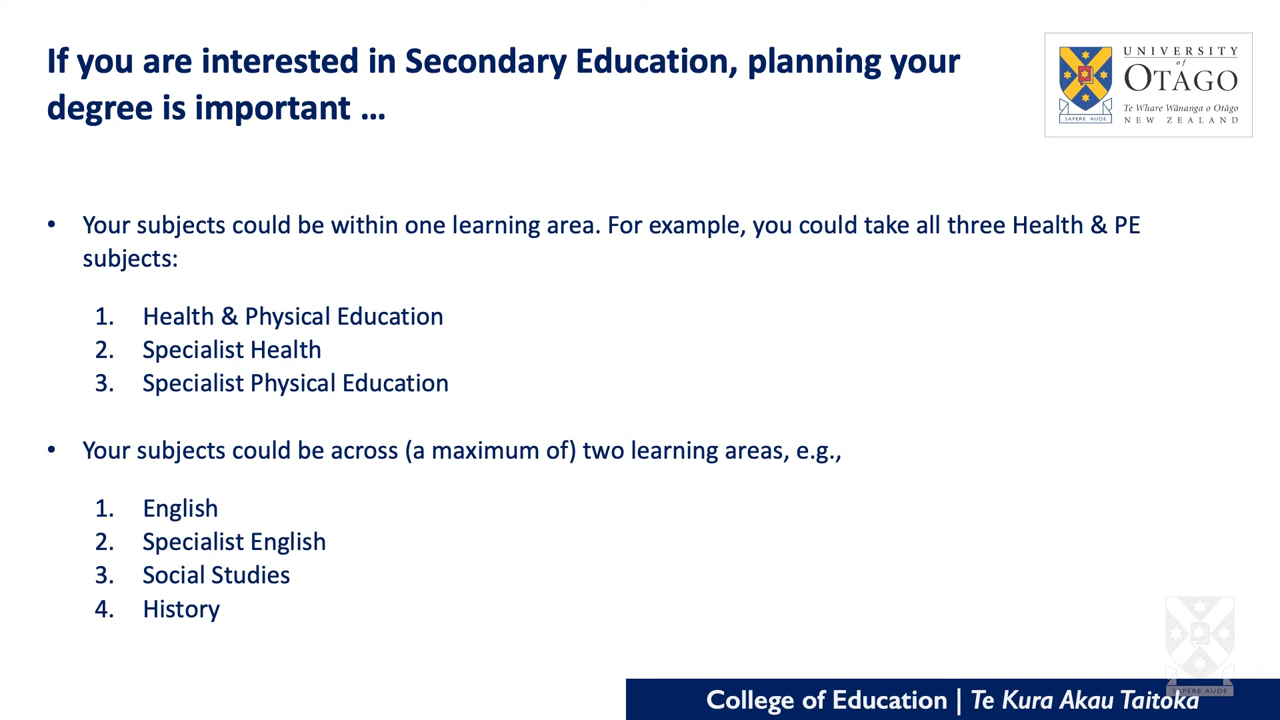 If you are interested in Secondary Education, planning your
degree is important ...
UNIVERSITY
of
OTAGO
Te Whare Wānanga o Otāgo
NEW ZEALAND
SAPERE AUDE
• Your subjects could be within one learning area. For example, you could take all three Health & PE
subjects:
1. Health & Physical Education
2. Specialist Health
3. Specialist Physical Education
• Your subjects could be across (a maximum of) two learning areas, e.g.,
1. English
2. Specialist English
3. Social Studies
4. History
SAPERE AUDE
College of Education | Te Kura Akau Taitoka